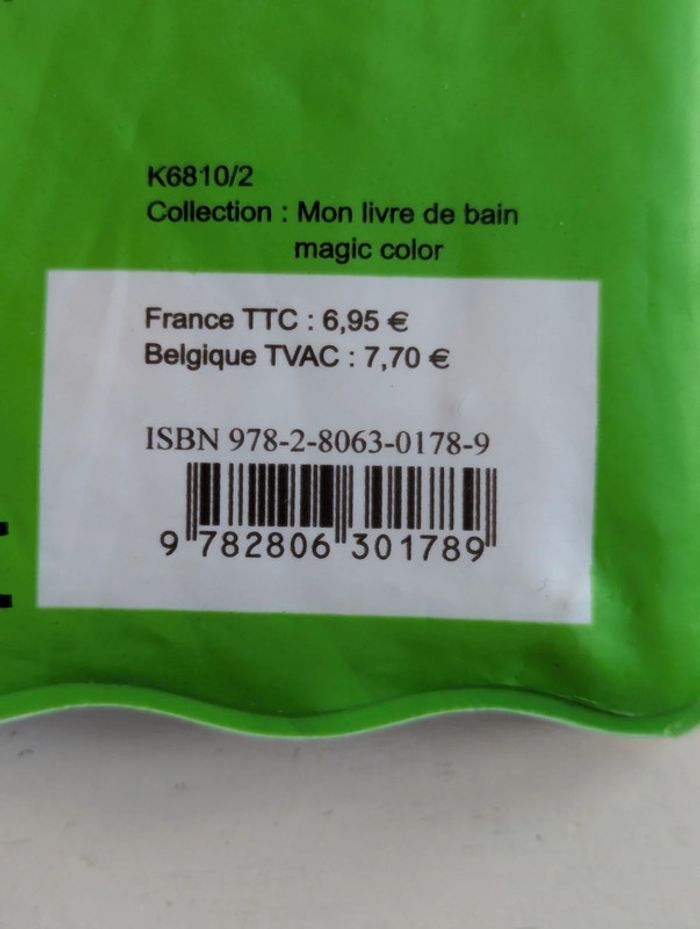 K6810/2
Collection : Mon livre de bain
magic color
France TTC : 6,95 €
Belgique TVAC : 7,70 €
ISBN 978-2-8063-0178-9
9 782806 301789